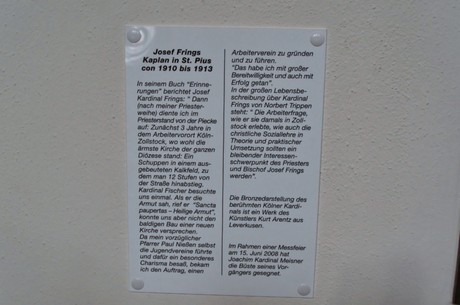 Josef Frings
Kaplan in St. Pius
con 1910 bis 1913
In seinem Buch "Erinne-
rungen" berichtet Josef
Kardinal Frings: " Dann
(nach meiner Priester-
weihe) diente ich im
Priesterstand von der Piecke
auf: Zunächst 3 Jahre in
dem Arbeitervorort Köln-
Zollstock, wo wohl die
ärmste Kirche der ganzen
Diözese stand: Ein
Schuppen in einem aus-
gebeuteten Kalkfeld, zu
dem man 12 Stufen von
der Straße hinabstieg.
Kardinal Fischer besuchte
uns einmal. Als er die
Armut sah, rief er "Sancta
paupertas – Heilige Armut",
konnte uns aber nicht den
baldigen Bau einer neuen
Kirche versprechen.
Da mein vorzüglicher
Pfarrer Paul Nießen selbst
die Jugendvereine führte
und dafür ein besonderes
Charisma besaß, bekam
ich den Auftrag, einen
Arbeiterverein zu gründen
und zu führen.
"Das habe ich mit großer
Bereitwilligkeit und auch mit
Erfolg getan".
In der großen Lebensbe-
schreibung über Kardinal
Frings von Norbert Trippen
steht: " Die Arbeiterfrage,
wie er sie damals in Zoll-
stock erlebte, wie auch die
christliche Soziallehre in
Theorie und praktischer
Umsetzung sollten ein
bleibender Interessen-
schwerpunkt des Priesters
und Bischof Josef Frings
werden".
Die Bronzedarstellung des
berühmten Kölner Kardi-
nals ist ein Werk des
Künstlers Kurt Arentz aus
Leverkusen.
Im Rahmen einer Messfeier
am 15. Juni 2008 hat
Joachim Kardinal Meisner
die Büste seines Vor-
gängers gesegnet.